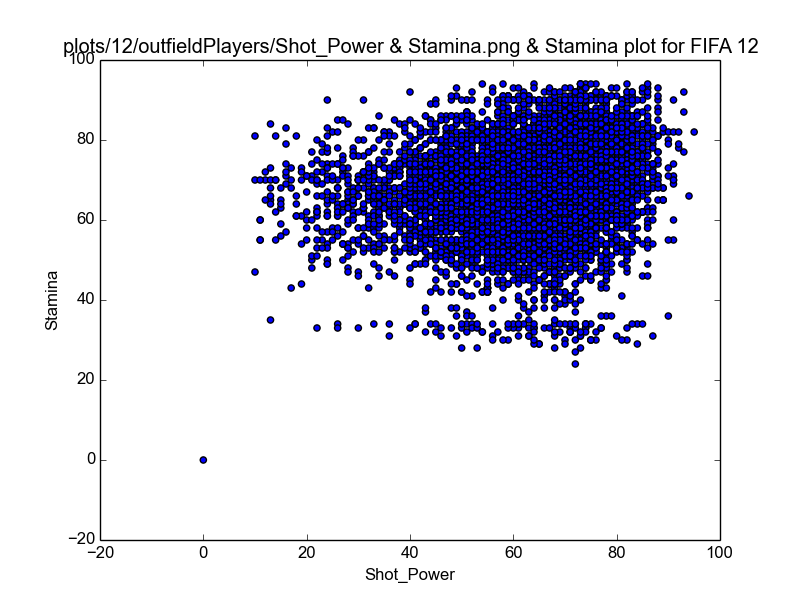 plots/12/outfieldPlayers/Shot_Power & Stamina.png & Stamina plot for FIFA 12
100
80
60
40
20
0
−20
Stamina
−20 0 20 40 60 80 100
Shot_Power